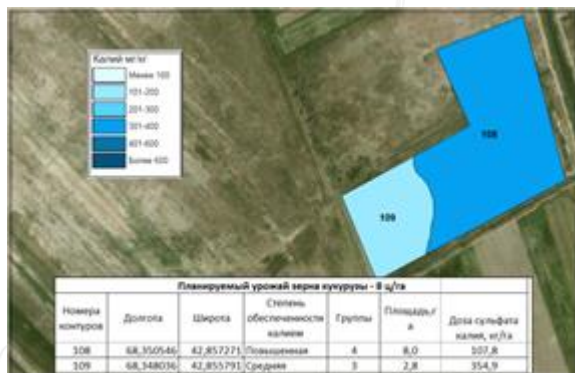 Калий мг/кг
Менее 100
101-200
201-300
301-400
401-600
Более 600
108
109
Планируемый урожай зерна кукурузы - 8 ц/га
Номера контуров
Долгота
Широта
Степень обеспеченности калием
Группы
Площадь,га
Доза сульфата калия, кг/га
108 68,350546 42,857271 Повышенная 4 8,0 107,8
109 68,348036 42,855791 Средняя 3 2,8 354,9